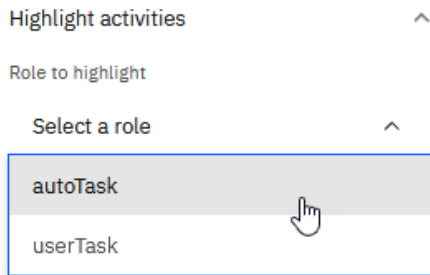 Highlight activities
Role to highlight
Select a role
autoTask
userTask